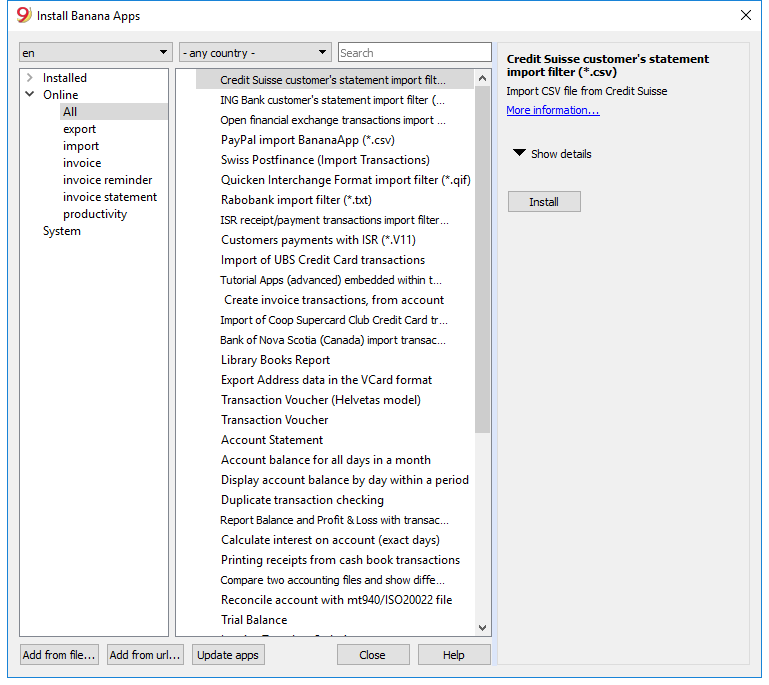 Install Banana Apps
en
- any country -
Search
Installed
Online
All
export
import
invoice
invoice reminder
invoice statement
productivity
System
Credit Suisse customer's statement import filt...
ING Bank customer's statement import filter (...
Open financial exchange transactions import ...
PayPal import BananaApp (*.csv)
Swiss Postfinance (Import Transactions)
Quicken Interchange Format import filter (*.qif)
Rabobank import filter (*.txt)
ISR receipt/payment transactions import filter...
Customers payments with ISR (*.V11)
Import of UBS Credit Card transactions
Tutorial Apps (advanced) embedded within t...
Create invoice transactions, from account
Import of Coop Supercard Club Credit Card tr...
Bank of Nova Scotia (Canada) import transac...
Library Books Report
Export Address data in the VCard format
Transaction Voucher (Helvetas model)
Transaction Voucher
Account Statement
Account balance for all days in a month
Display account balance by day within a period
Duplicate transaction checking
Report Balance and Profit & Loss with transac...
Calculate interest on account (exact days)
Printing receipts from cash book transactions
Compare two accounting files and show diffe...
Reconcile account with mt940/ISO20022 file
Trial Balance
Credit Suisse customer's statement
import filter (*.csv)
Import CSV file from Credit Suisse
More information...
Show details
Install
Add from file...
Add from url...
Update apps
Close
Help